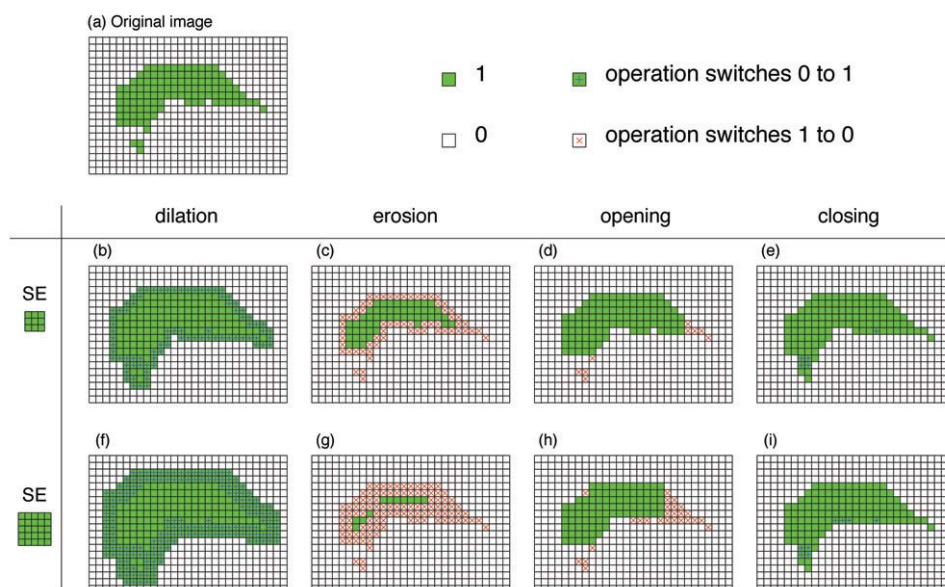 (a) Original image
1
operation switches 0 to 1
0
operation switches 1 to 0
dilation erosion opening closing
(b) (c) (d) (e)
SE
(f) (g) (h) (i)
SE